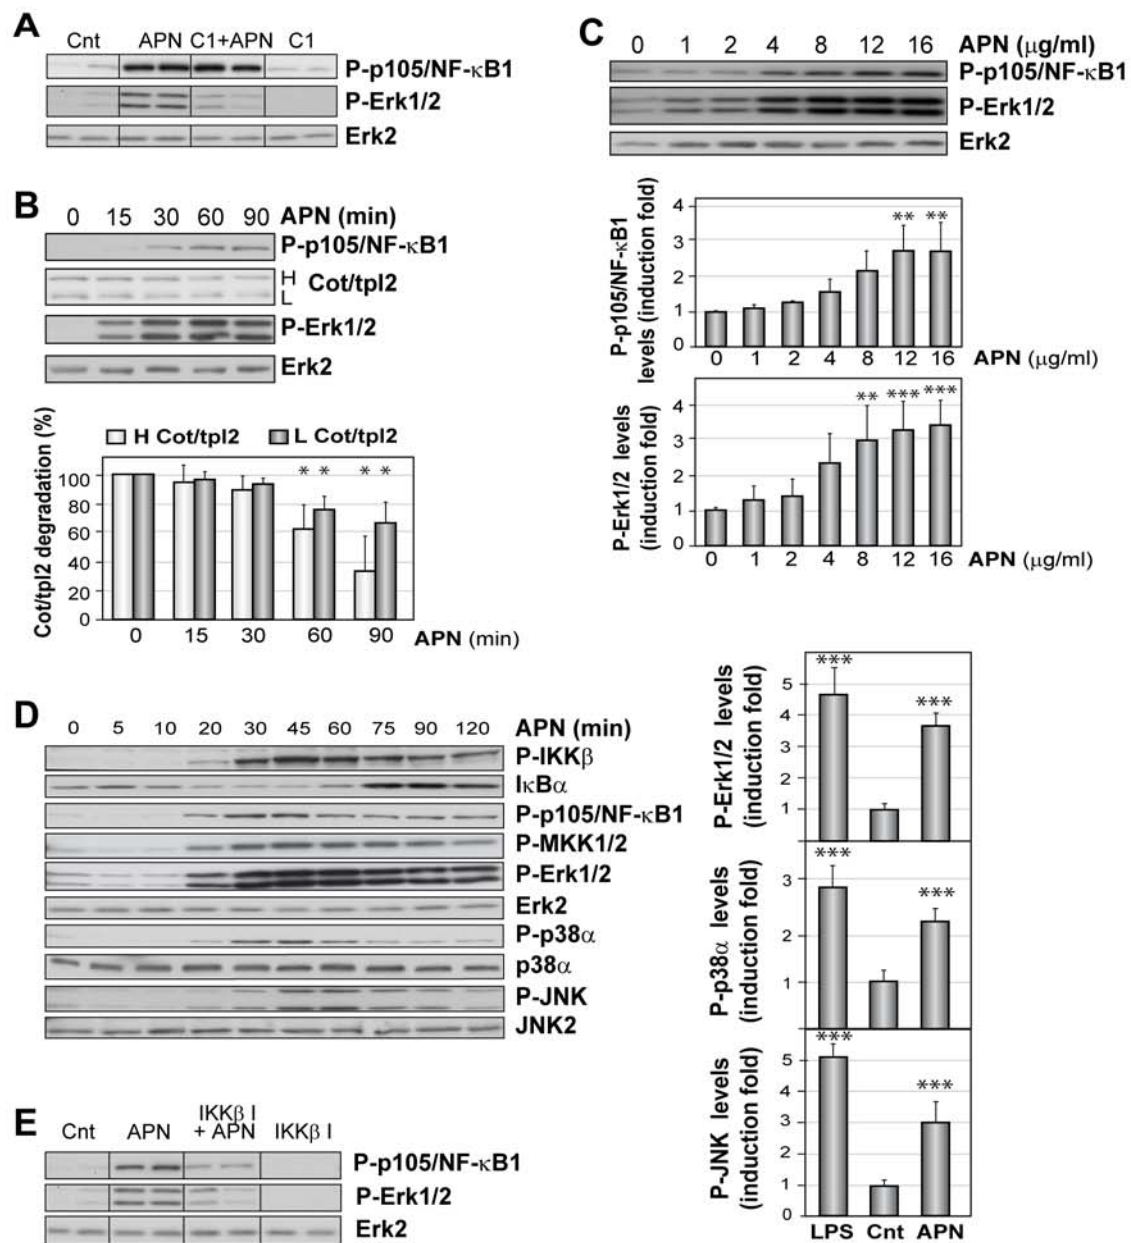 A
Cnt APN C1+APN C1
P-p105/NF-κB1
P-Erk1/2
Erk2
B
0 15 30 60 90 APN (min)
P-p105/NF-κB1
H
L
Cot/tpl2
P-Erk1/2
Erk2
H Cot/tpl2 L Cot/tpl2
Cot/tpl2 degradation (%)
100
80
60
40
20
0
* * * *
0 15 30 60 90 APN (min)
C
0 1 2 4 8 12 16 APN (μg/ml)
P-p105/NF-κB1
P-Erk1/2
Erk2
P-p105/NF-κB1
levels (induction fold)
4
3
2
1
0
** **
0 1 2 4 8 12 16 APN (μg/ml)
P-Erk1/2 levels
(induction fold)
4
3
2
1
0
** *** ***
0 1 2 4 8 12 16 APN (μg/ml)
D
0 5 10 20 30 45 60 75 90 120 APN (min)
P-IKKβ
IκBα
P-p105/NF-κB1
P-MKK1/2
P-Erk1/2
Erk2
P-p38α
p38α
P-JNK
JNK2
P-Erk1/2 levels
(induction fold)
5
4
3
2
1
*** ***
P-p38α levels
(induction fold)
3
2
1
*** ***
P-JNK levels
(induction fold)
5
4
3
2
1
0
*** ***
LPS Cnt APN
E
Cnt APN IKKβ I
+ APN IKKβ I
P-p105/NF-κB1
P-Erk1/2
Erk2